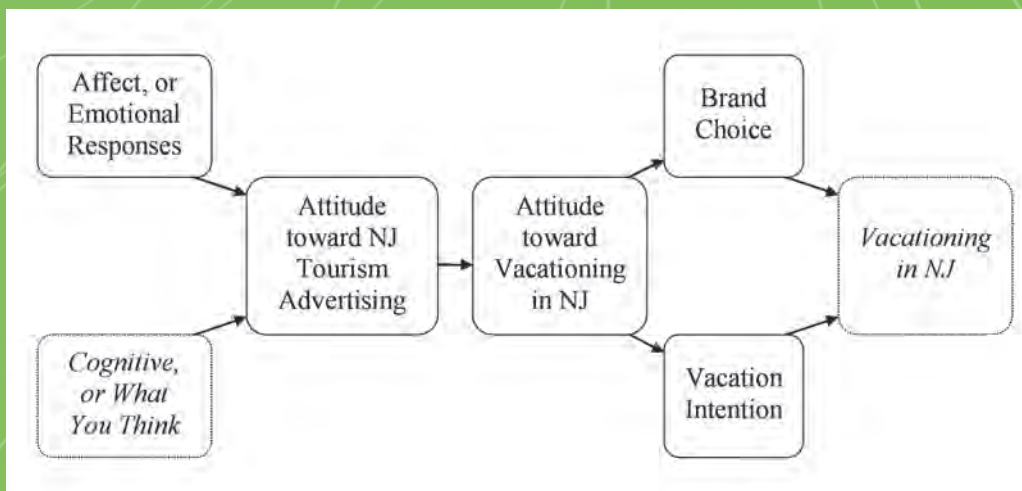 Affect, or
Emotional
Responses
Cognitive,
or What
You Think
Attitude
toward NJ
Tourism
Advertising
Attitude
toward
Vacationing
in NJ
Brand
Choice
Vacation
Intention
Vacationing
in NJ